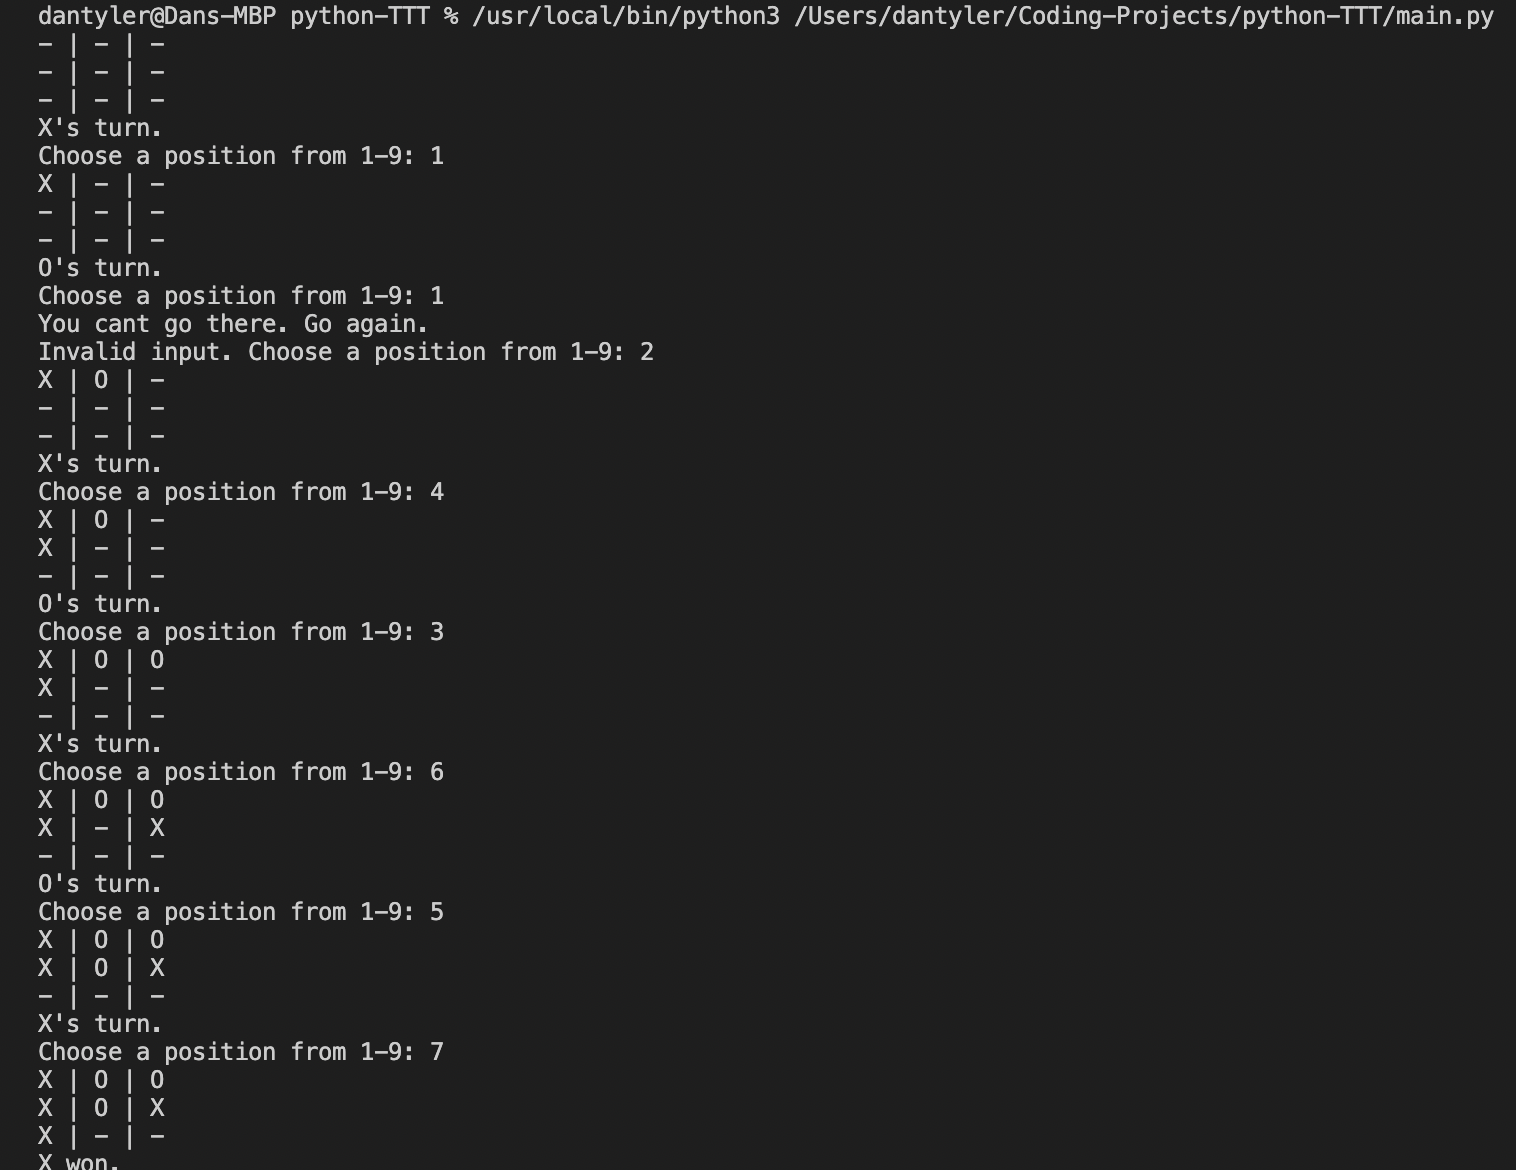 dantyler@Dans-MBP python-TTT % /usr/local/bin/python3 /Users/dantyler/Coding-Projects/python-TTT/main.py
- | - | -
- | - | -
- | - | -
X's turn.
Choose a position from 1-9: 1
X | - | -
- | - | -
- | - | -
O's turn.
Choose a position from 1-9: 1
You cant go there. Go again.
Invalid input. Choose a position from 1-9: 2
X | O | -
- | - | -
- | - | -
X's turn.
Choose a position from 1-9: 4
X | O | -
X | - | -
- | - | -
O's turn.
Choose a position from 1-9: 3
X | O | O
X | - | -
- | - | -
X's turn.
Choose a position from 1-9: 6
X | O | O
X | - | X
- | - | -
O's turn.
Choose a position from 1-9: 5
X | O | O
X | O | X
- | - | -
X's turn.
Choose a position from 1-9: 7
X | O | O
X | O | X
X | - | -
X won.